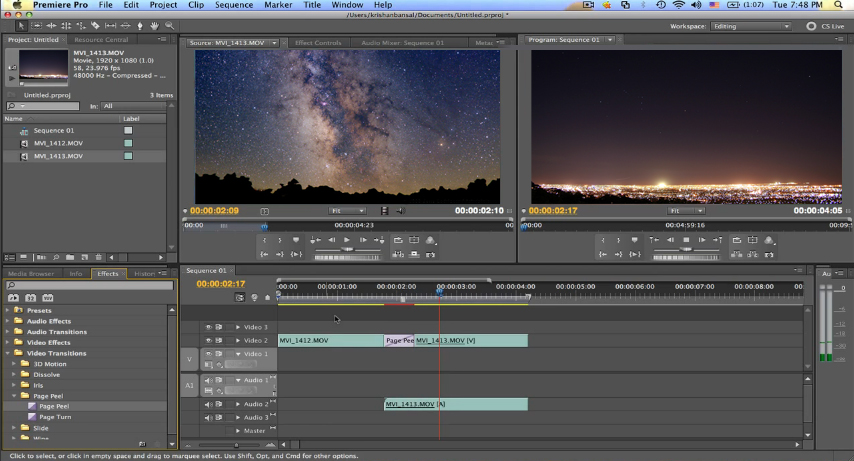 Premiere Pro File Edit Project Clip Sequence Marker Title Window Help (1:07) Tue 7:48 PM
/Users/krishanbansal/Documents/Untitled.prproj *
Workspace: Editing CS Live
Project: Untitled Resource Central
Source: MVI_1413.MOV Effect Controls Audio Mixer: Sequence 01 Metas
Program: Sequence 01
MVI_1413.MOV
Movie, 1920 x 1080 (1.0)
58, 23.976 fps
48000 Hz - Compressed - ...
Untitled.prproj 3 Items
In: All
Name Label
Sequence 01
MVI_1412.MOV
MVI_1413.MOV
00:00:02:09 Fit 00:00:02:10
00:00:02:17 Fit 00:00:04:05
00:00 00:00:04:23
00:00 00:04:59:16 00:09:
Media Browser Info Effects Histor
Sequence 01
Au
00:00:02:17
:00:00 00:00:01:00 00:00:02:00 00:00:03:00 00:00:04:00 00:00:05:00 00:00:06:00 00:00:07:00 00:00:08:00 00:
Presets
Audio Effects
Audio Transitions
Video Effects
Video Transitions
3D Motion
Dissolve
Iris
Page Peel
Page Peel
Page Turn
Slide
Wipe
Video 3
Video 2 MVI_1412.MOV Page Pee MVI_1413.MOV [V]
V Video 1
A1 Audio 1
Audio 2 MVI_1413.MOV [A]
Audio 3
Master
0
Click to select, or click in empty space and drag to marquee select. Use Shift, Opt, and Cmd for other options.